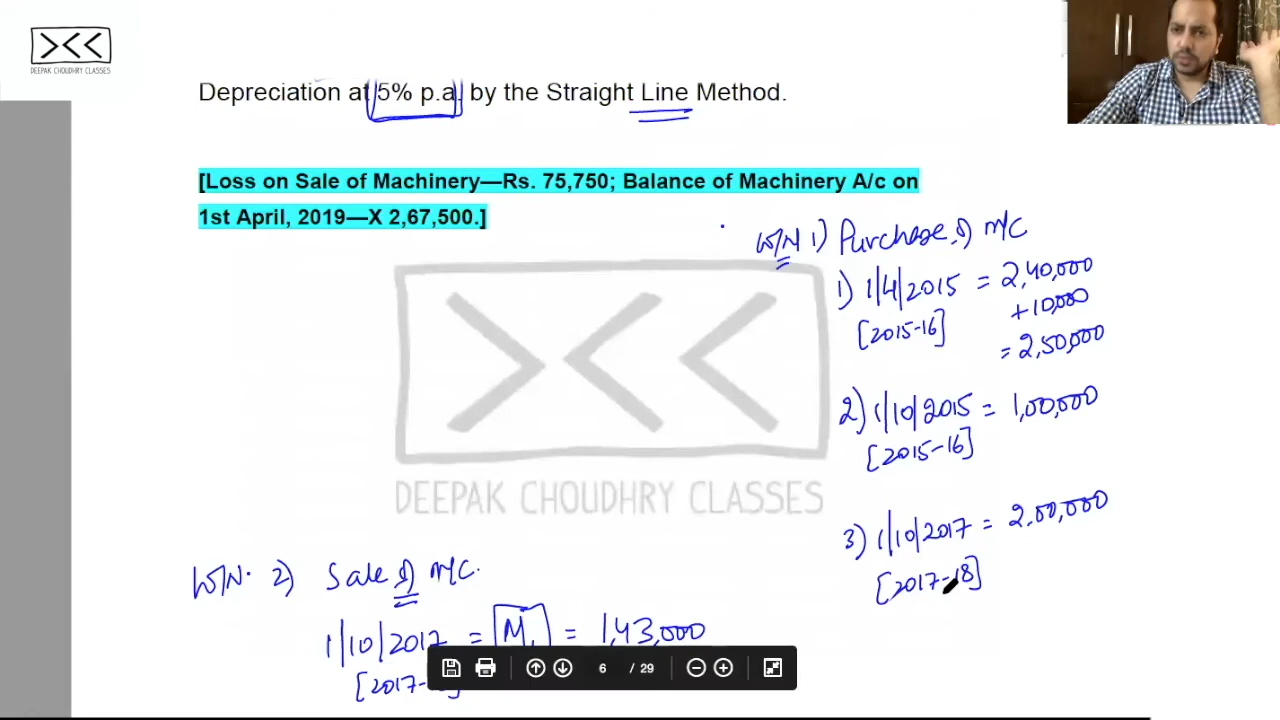 DEEPAK CHOUDHRY CLASSES
Depreciation at 5% p.a. by the Straight Line Method.
[Loss on Sale of Machinery—Rs. 75,750; Balance of Machinery A/c on
1st April, 2019—X 2,67,500.]
W/N 1) Purchase of M/C
1) 1/4/2015 = 2,40,000
[2015-16] +10,000
= 2,50,000
2) 1/10/2015 = 1,00,000
[2015-16]
DEEPAK CHOUDHRY CLASSES
3) 1/10/2017 = 2,00,000
[2017-18]
W/N. 2) Sale of M/C.
1/10/2017 = M1 = 1,43,000
[2017-
6 / 29